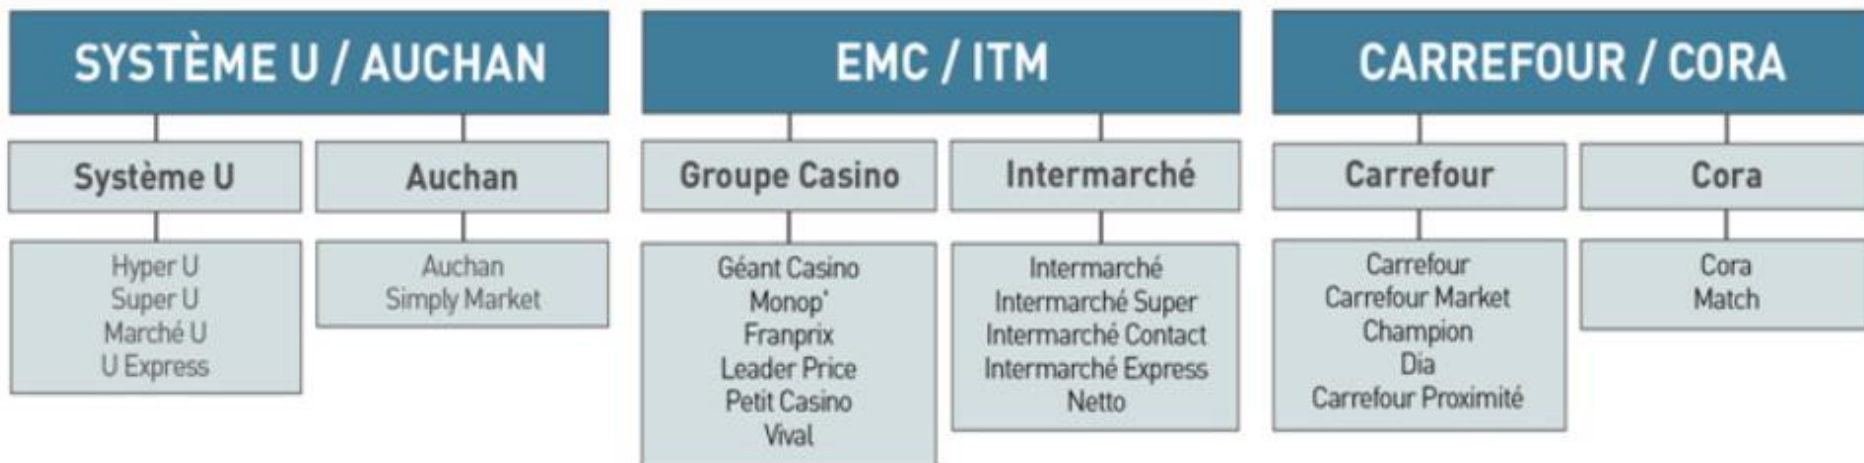 SYSTÈME U / AUCHAN
Système U
Hyper U
Super U
Marché U
U Express
Auchan
Auchan
Simply Market
EMC / ITM
Groupe Casino
Géant Casino
Monop'
Franprix
Leader Price
Petit Casino
Vival
Intermarché
Intermarché
Intermarché Super
Intermarché Contact
Intermarché Express
Netto
CARREFOUR / CORA
Carrefour
Carrefour
Carrefour Market
Champion
Dia
Carrefour Proximité
Cora
Cora
Match